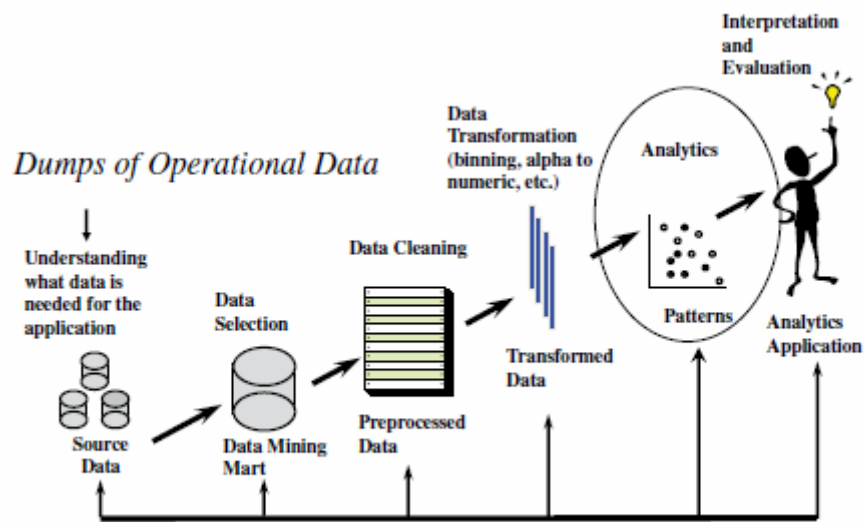 Interpretation
and
Evaluation
Data
Transformation
(binning, alpha to
numeric, etc.)
Analytics
Dumps of Operational Data
Understanding
what data is
needed for the
application
Data Cleaning
Data
Selection
Patterns
Analytics
Application
Transformed
Data
Preprocessed
Data
Source
Data
Data Mining
Mart